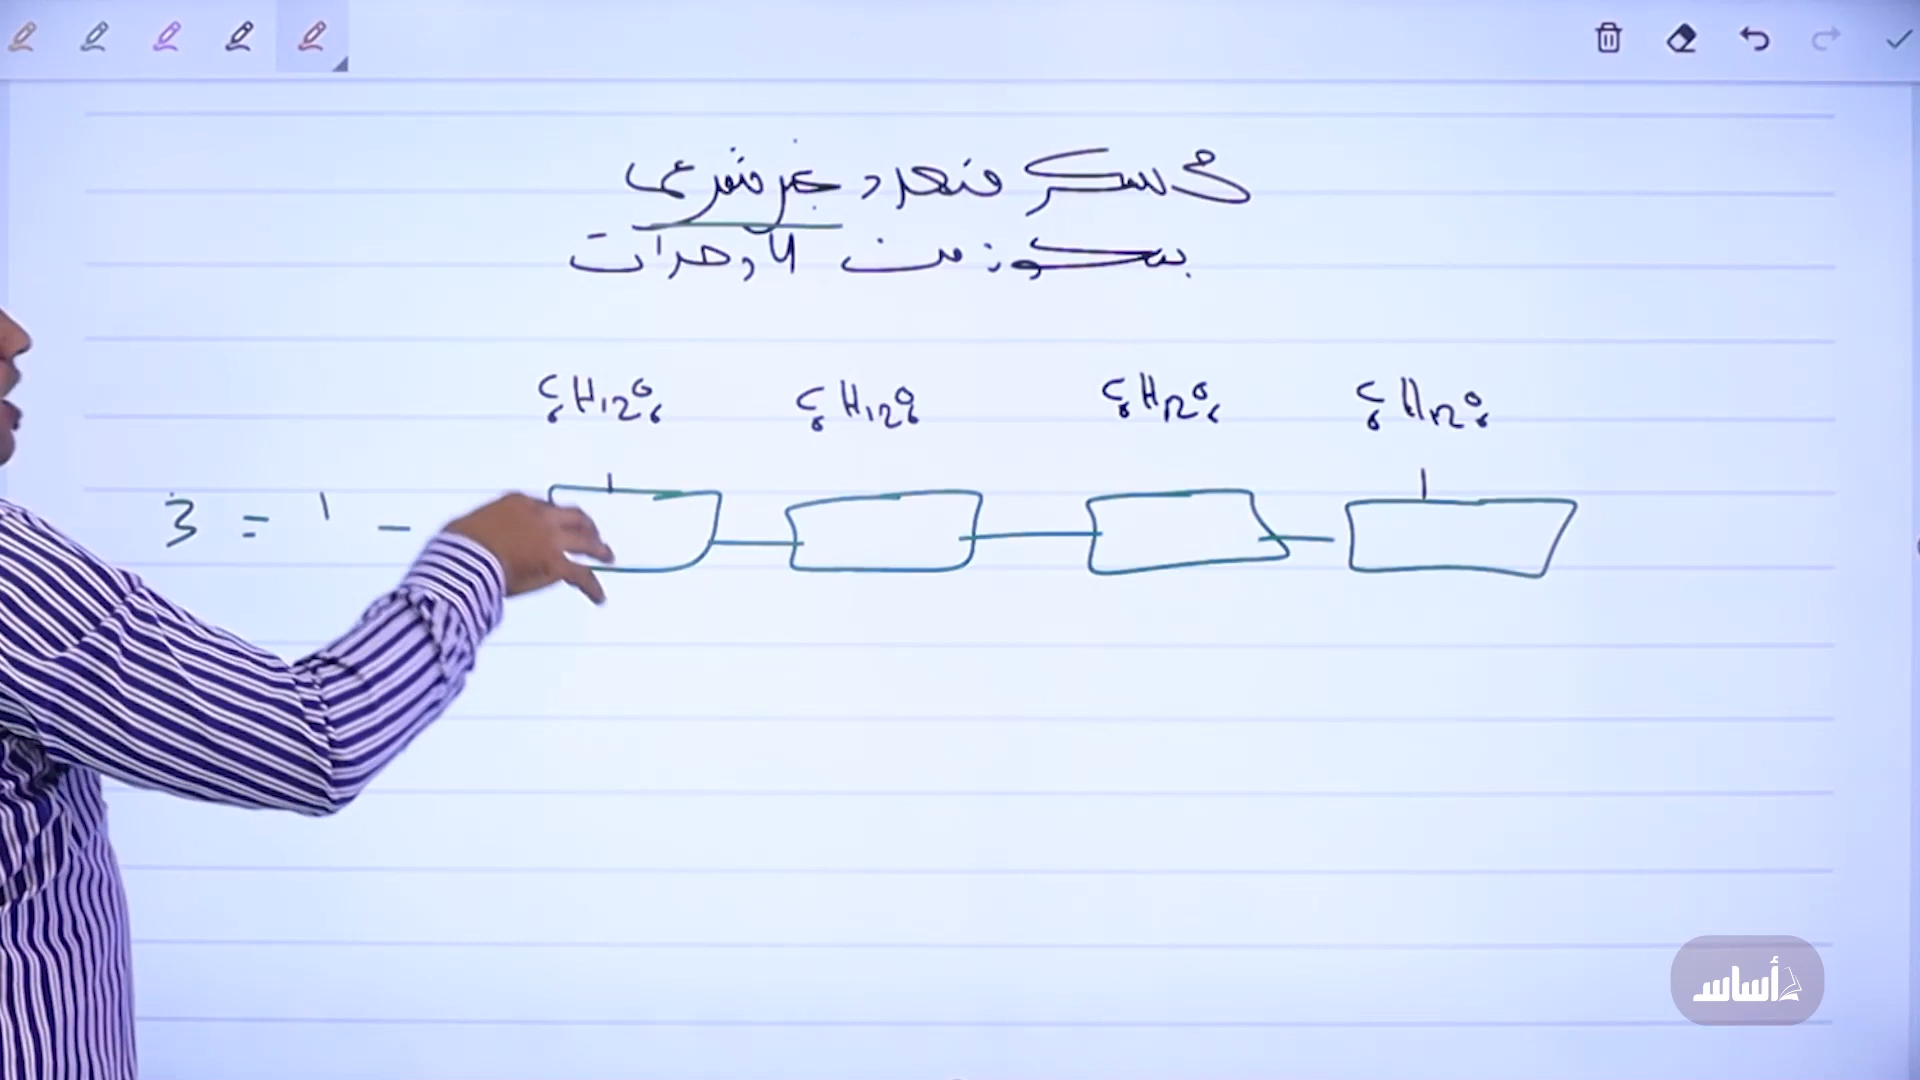 سكر متعدد غير متفرع
يتكون من 4 وحدات
C6H12O6 C6H12O6 C6H12O6 C6H12O6
3 = 1 -
أساس